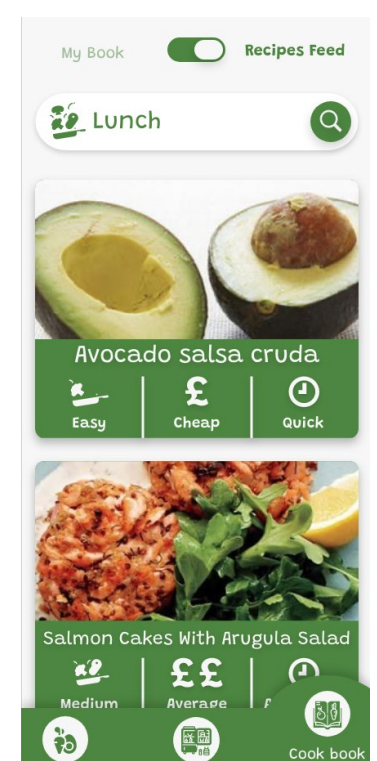 My Book
Recipes Feed
Lunch
Avocado salsa cruda
£
Easy
Cheap
Quick
Salmon Cakes With Arugula Salad
££
Medium
Average
Cook book